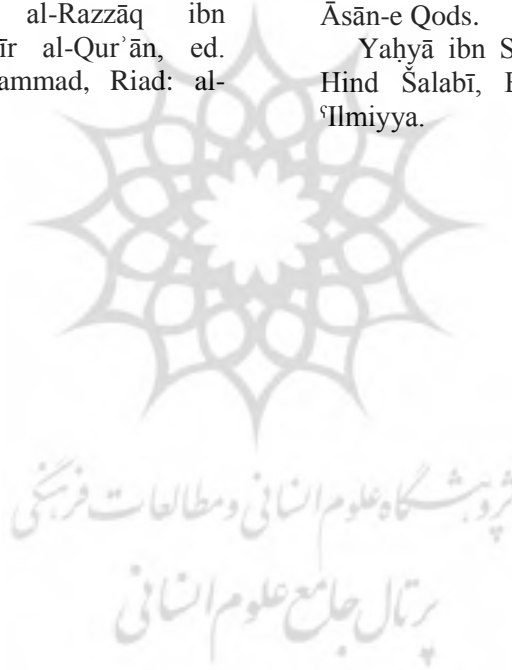 al-Razzāq ibn
īr al-Qurʾān, ed.
ammad, Riad: al-
Āsān-e Qods.
Yaḥyā ibn S
Hind Šalabī, B
ʿIlmiyya.
پژوهشگاه علوم انسانی و مطالعات فرهنگی
پرتال جامع علوم انسانی